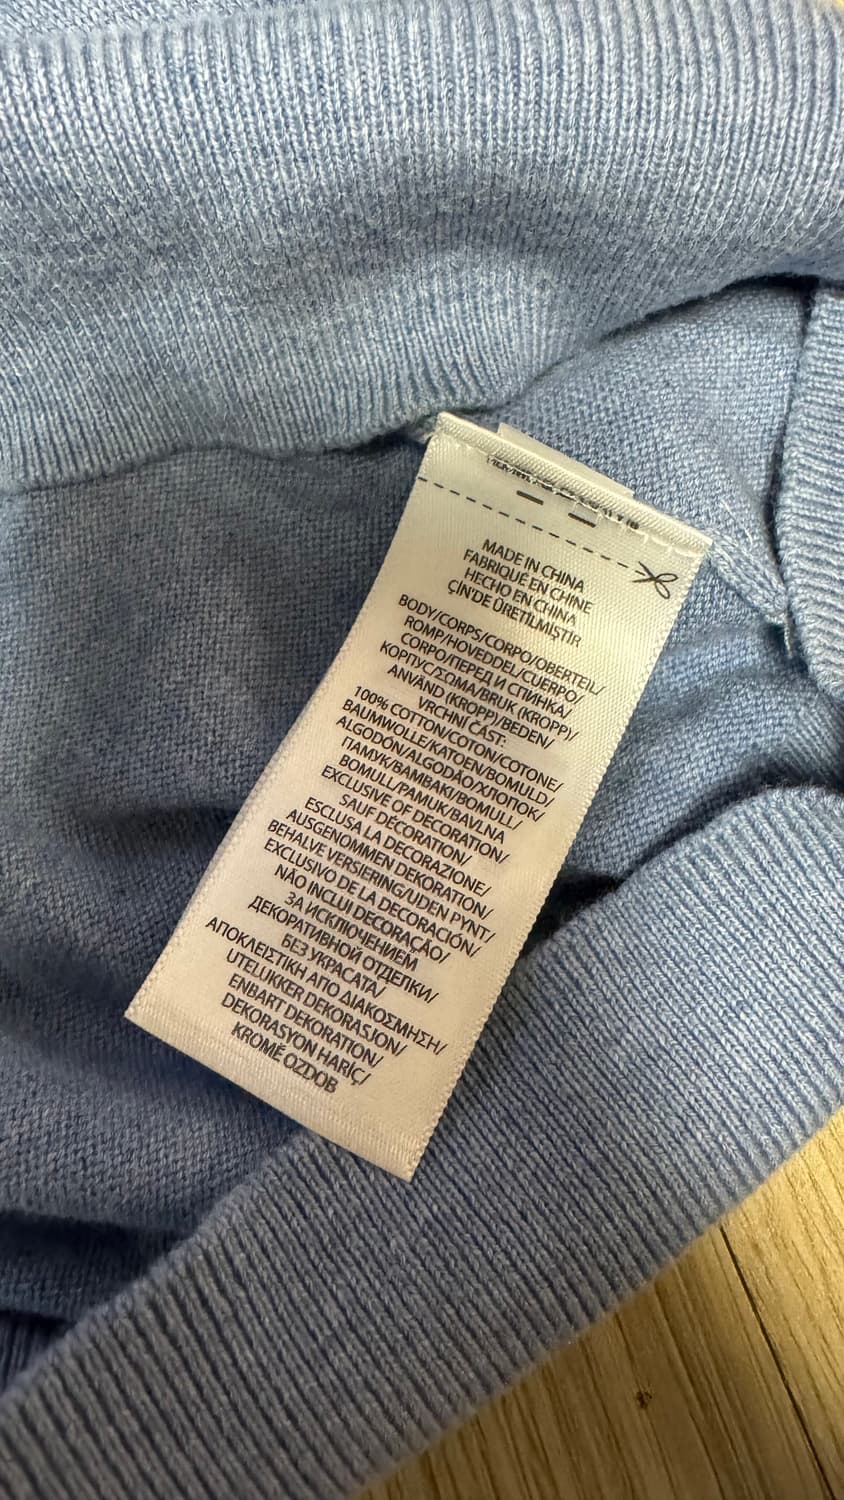 MADE IN CHINA
FABRIQUÉ EN CHINE
HECHO EN CHINA
ÇİN'DE ÜRETİLMİŞTİR
BODY/CORPS/CORPO/OBERTEIL/
ROMP/HOVEDDEL/CUERPO/
CORPO/ПЕРЕД И СПИНКА/
КОРПУС/ΣΩΜΑ/BRUK (KROPP)/
ANVÄND (KROPP)/BEDEN/
VRCHNÍ ČÁST:
100% COTTON/COTON/COTONE/
BAUMWOLLE/KATOEN/BOMULD/
ALGODÓN/ALGODÃO/ХЛОПОК/
ПАМУК/ΒΑΜΒΑΚΙ/BOMULL/
BOMULL/PAMUK/BAVLNA
EXCLUSIVE OF DECORATION/
SAUF DÉCORATION/
ESCLUSA LA DECORAZIONE/
AUSGENOMMEN DEKORATION/
BEHALVE VERSIERING/UDEN PYNT/
EXCLUSIVO DE LA DECORACIÓN/
NÃO INCLUI DECORAÇÃO/
ЗА ИСКЛЮЧЕНИЕМ
ДЕКОРАТИВНОЙ ОТДЕЛКИ/
БЕЗ УКРАСАТА/
ΑΠΟΚΛΕΙΣΤΙΚΗ ΑΠΟ ΔΙΑΚΟΣΜΗΣΗ/
UTELUKKER DEKORASJON/
ENBART DEKORATION/
DEKORASYON HARİÇ/
KROMĚ OZDOB